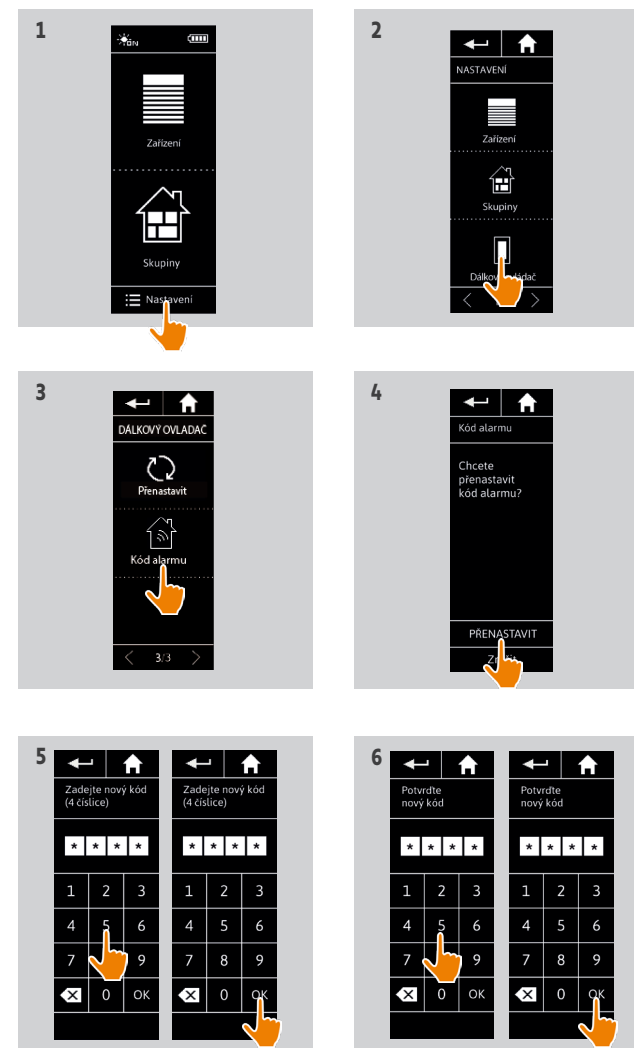 1
ON
Zařízení
Skupiny
Nastavení
2
NASTAVENÍ
Zařízení
Skupiny
< >
3
DÁLKOVÝ OVLADAČ
Přenastavit
Kód alarmu
< 3/3 >
4
Kód alarmu
Chcete
přenastavit
kód alarmu?
PŘENASTAVIT
5
Zadejte nový kód
(4 číslice)
* * * *
1 2 3
4 5 6
7 9
0 OK
Zadejte nový kód
(4 číslice)
* * * *
1 2 3
4 5 6
7 8 9
0 OK
6
Potvrďte
nový kód
* * * *
1 2 3
4 5 6
7 9
0 OK
Potvrďte
nový kód
* * * *
1 2 3
4 5 6
7 8 9
0 OK